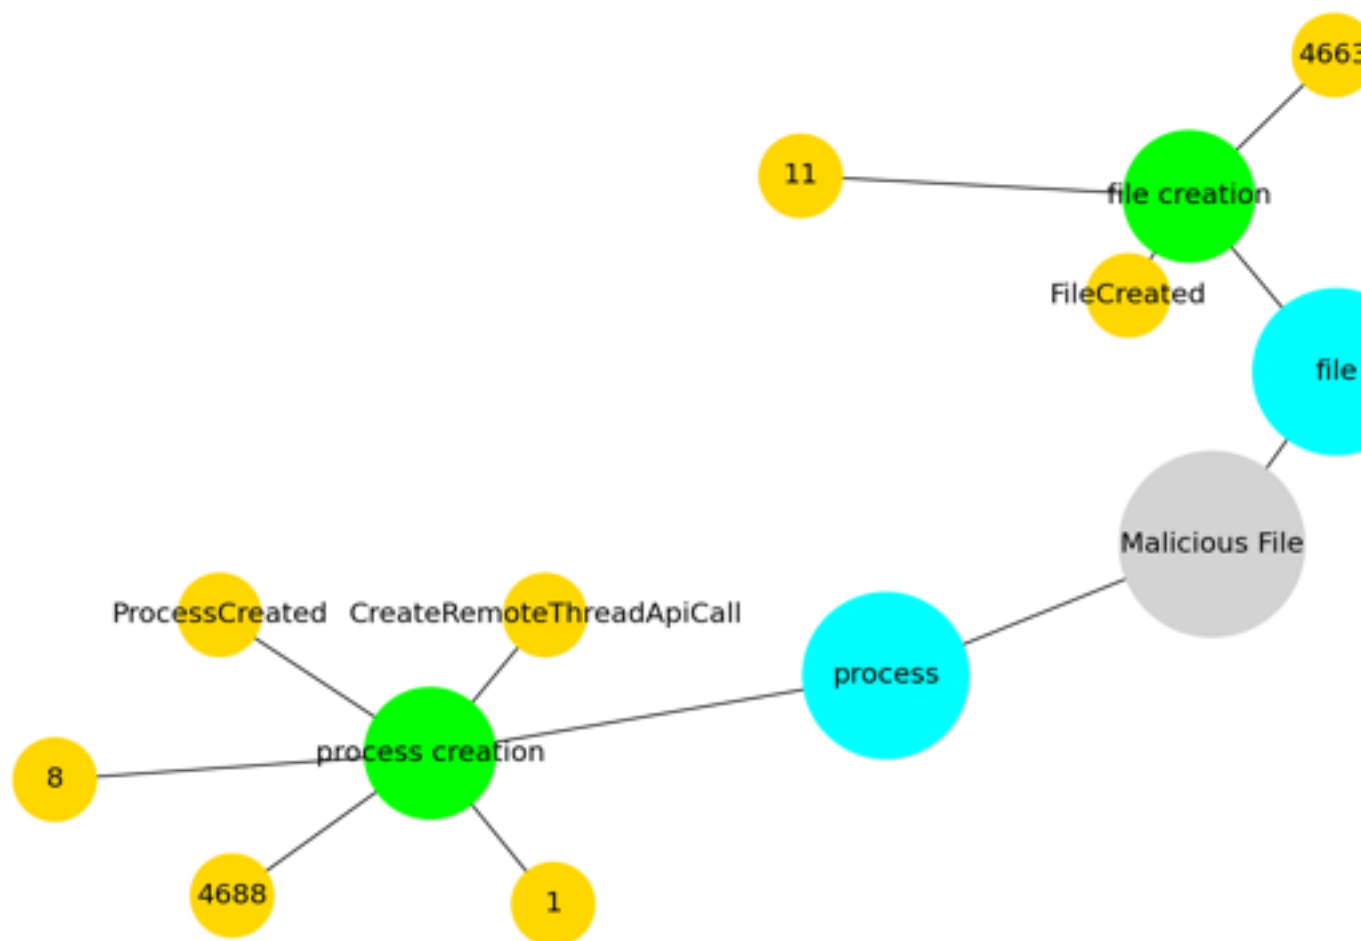 4663
11
file creation
FileCreated
file
Malicious File
ProcessCreated
CreateRemoteThreadApiCall
process
process creation
8
4688
1